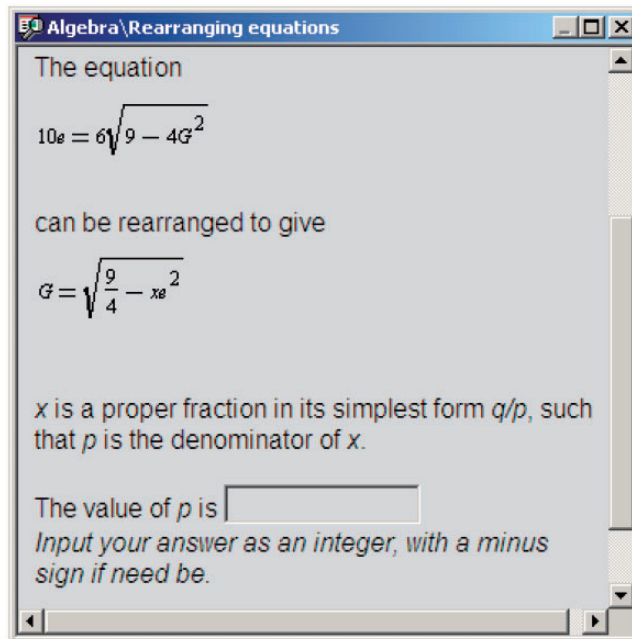 Algebra\Rearranging equations
The equation
10e = 6√(9 − 4G²)
can be rearranged to give
G = √(9/4 − xe²)
x is a proper fraction in its simplest form q/p, such
that p is the denominator of x.
The value of p is
Input your answer as an integer, with a minus
sign if need be.